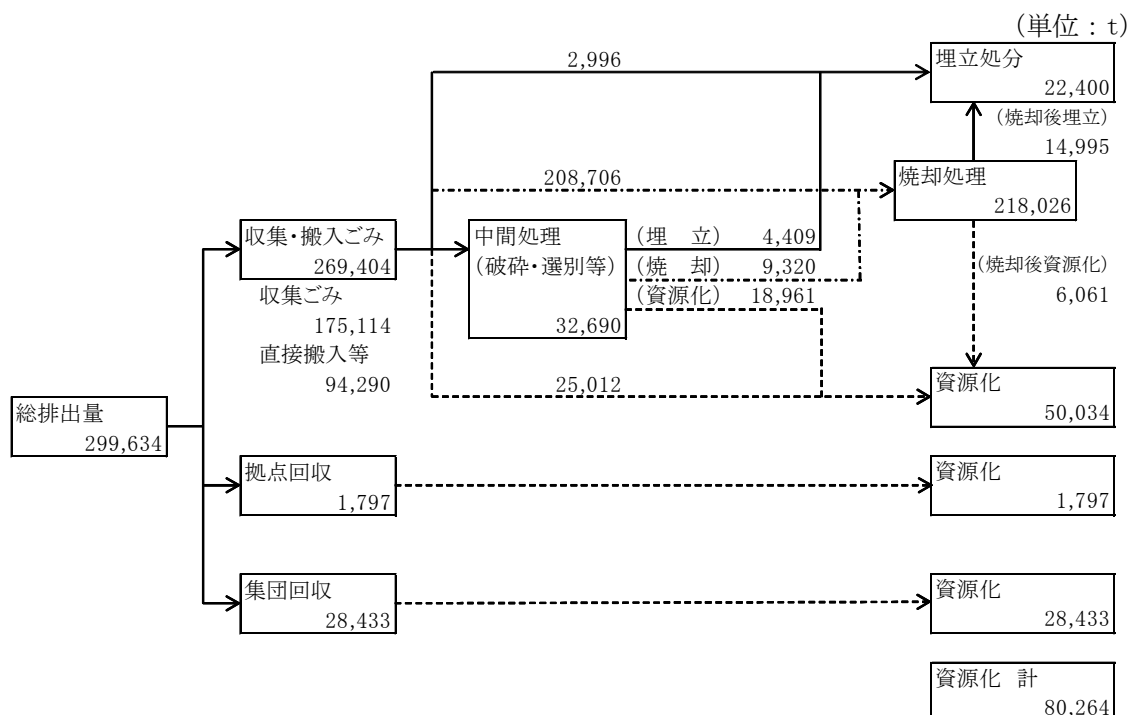 (単位：t)
2,996
埋立処分
22,400
(焼却後埋立)
14,995
208,706
焼却処理
218,026
収集・搬入ごみ
269,404
中間処理
(破砕・選別等)
32,690
(埋　立)　4,409
(焼　却)　9,320
(資源化)　18,961
(焼却後資源化)
6,061
収集ごみ
175,114
直接搬入等
94,290
25,012
資源化
50,034
総排出量
299,634
拠点回収
1,797
資源化
1,797
集団回収
28,433
資源化
28,433
資源化　計
80,264